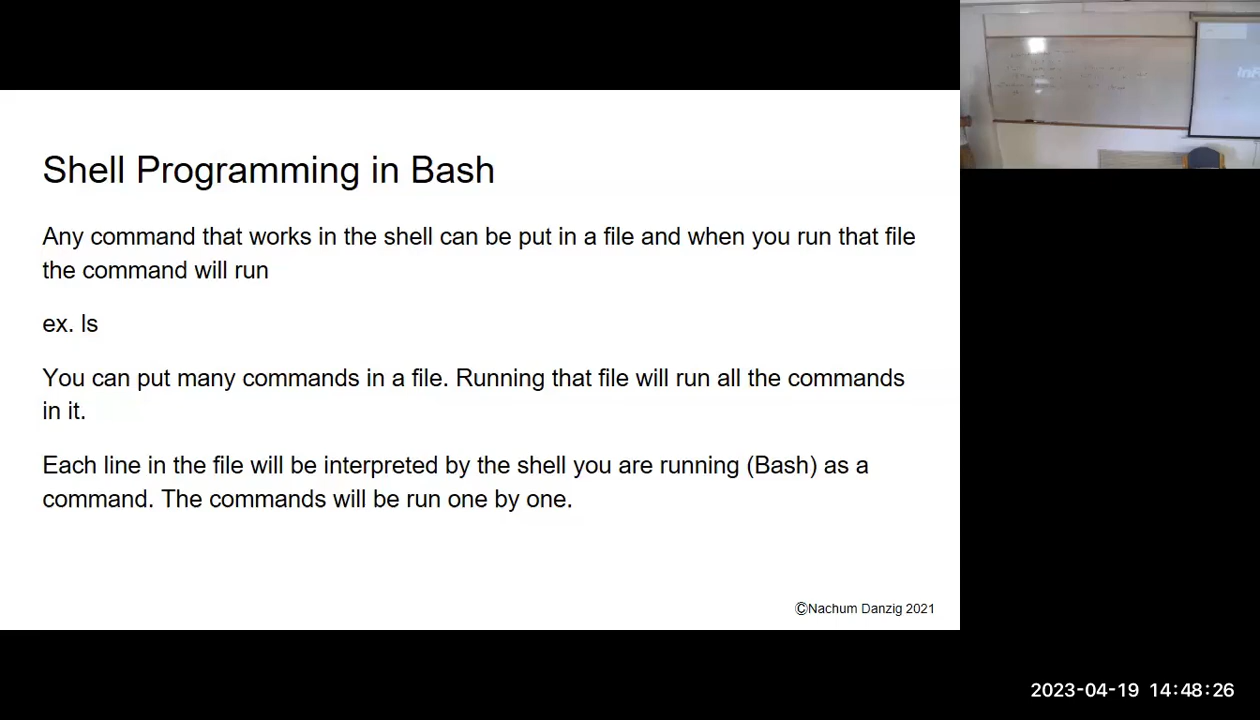 Shell Programming in Bash
Any command that works in the shell can be put in a file and when you run that file
the command will run
ex. ls
You can put many commands in a file. Running that file will run all the commands
in it.
Each line in the file will be interpreted by the shell you are running (Bash) as a
command. The commands will be run one by one.
©Nachum Danzig 2021
2023-04-19 14:48:26